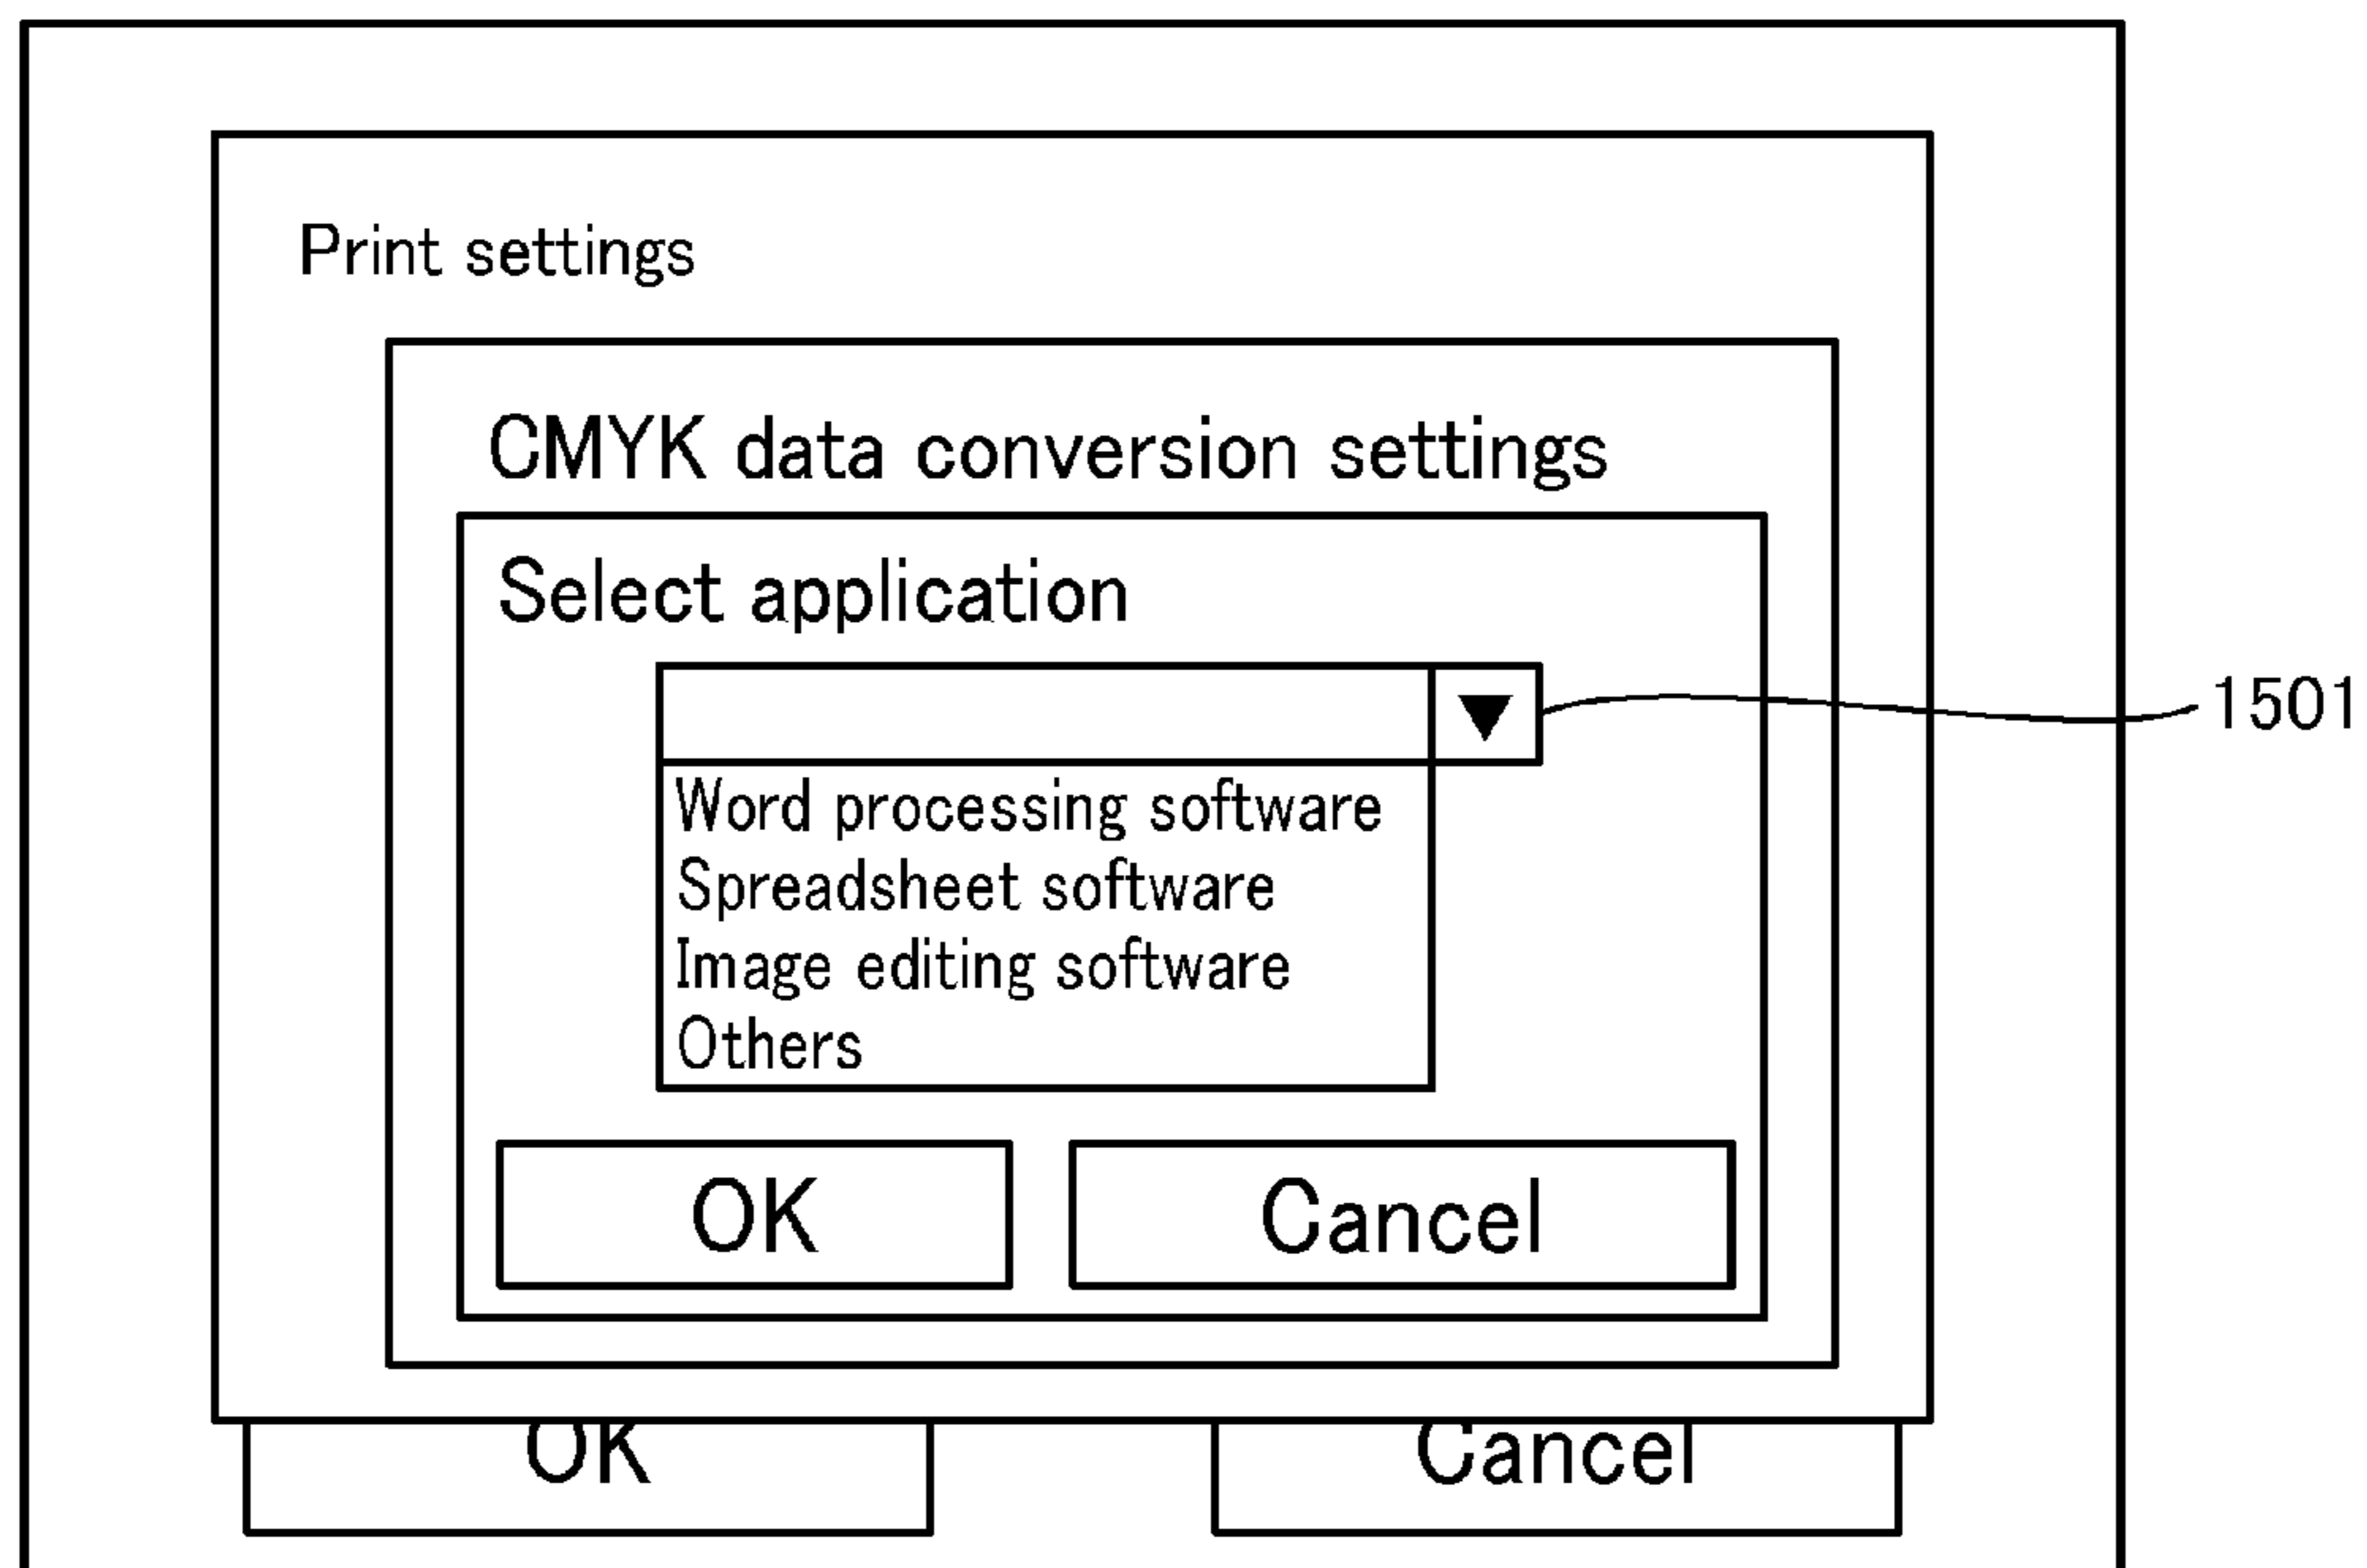 Print settings
CMYK data conversion settings
Select application
1501
Word processing software
Spreadsheet software
Image editing software
Others
OK Cancel
OK Cancel